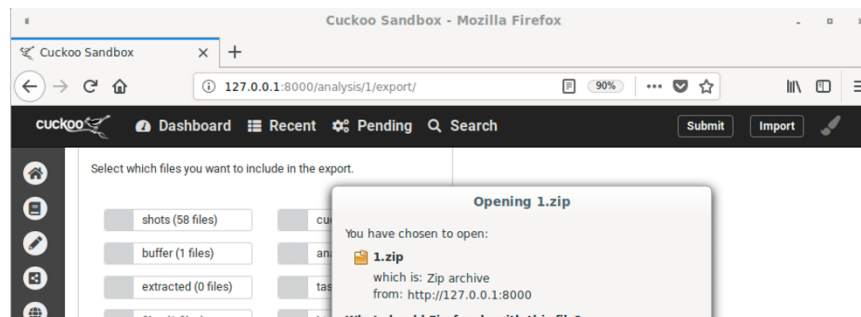 Cuckoo Sandbox - Mozilla Firefox
Cuckoo Sandbox
127.0.0.1:8000/analysis/1/export/
90%
cuckoo Dashboard Recent Pending Search Submit Import
Select which files you want to include in the export.
Opening 1.zip
shots (58 files)
You have chosen to open:
buffer (1 files)
1.zip
which is: Zip archive
extracted (0 files)
from: http://127.0.0.1:8000